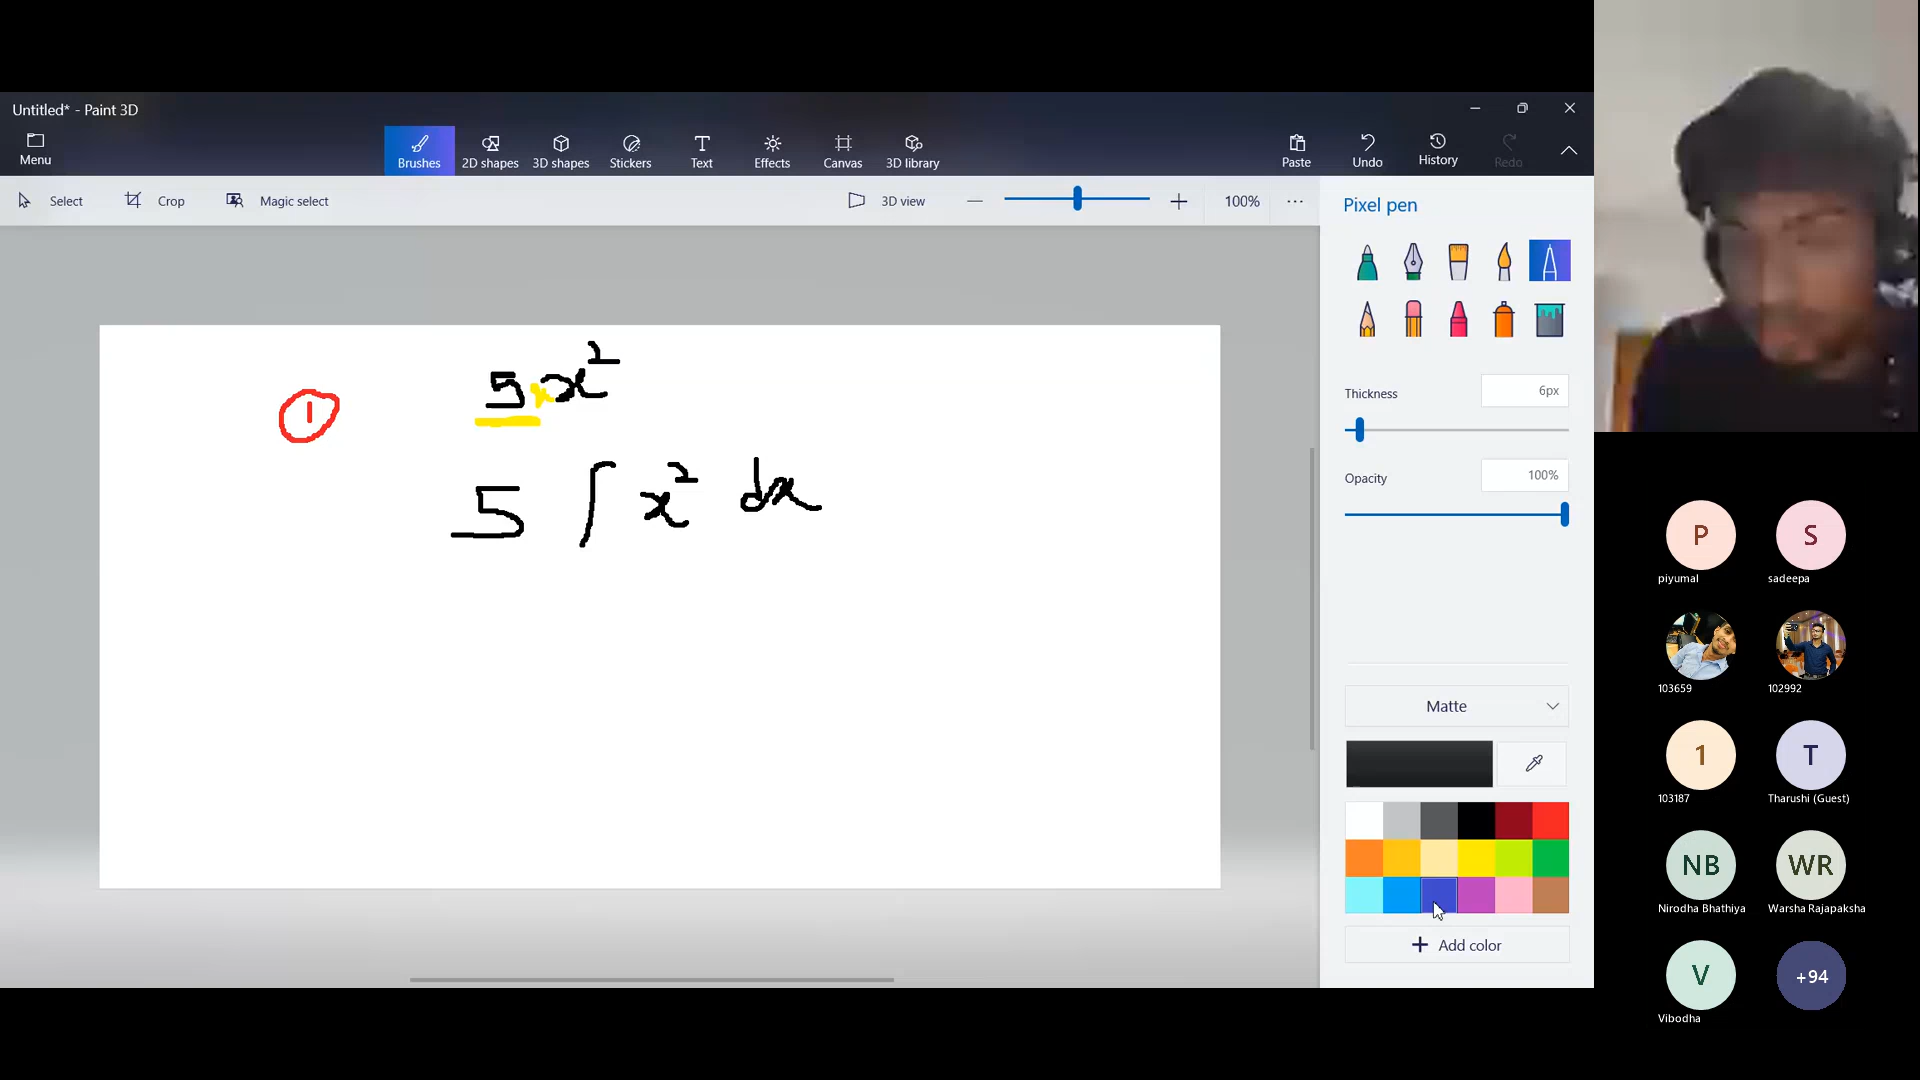 Untitled* - Paint 3D
Menu
Brushes 2D shapes 3D shapes Stickers Text Effects Canvas 3D library
Paste Undo History Redo
Select Crop Magic select 3D view 100%
Pixel pen
Thickness 6px
Opacity 100%
Matte
Add color
1
5×x²
5 ∫ x² dx
P S
piyumal sadeepa
103659 102992
1 T
103187 Tharushi (Guest)
NB WR
Nirodha Bhathiya Warsha Rajapaksha
V +94
Vibodha